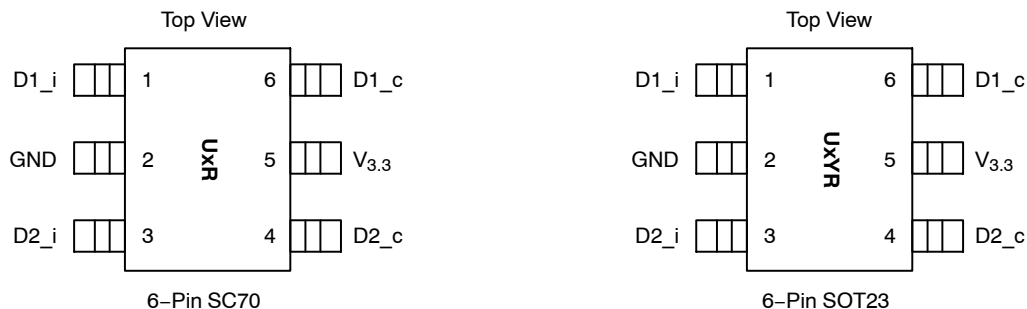 Top View
D1_i 1 6 D1_c
GND 2 UxR 5 V3.3
D2_i 3 4 D2_c
6−Pin SC70
Top View
D1_i 1 6 D1_c
GND 2 UxYR 5 V3.3
D2_i 3 4 D2_c
6−Pin SOT23